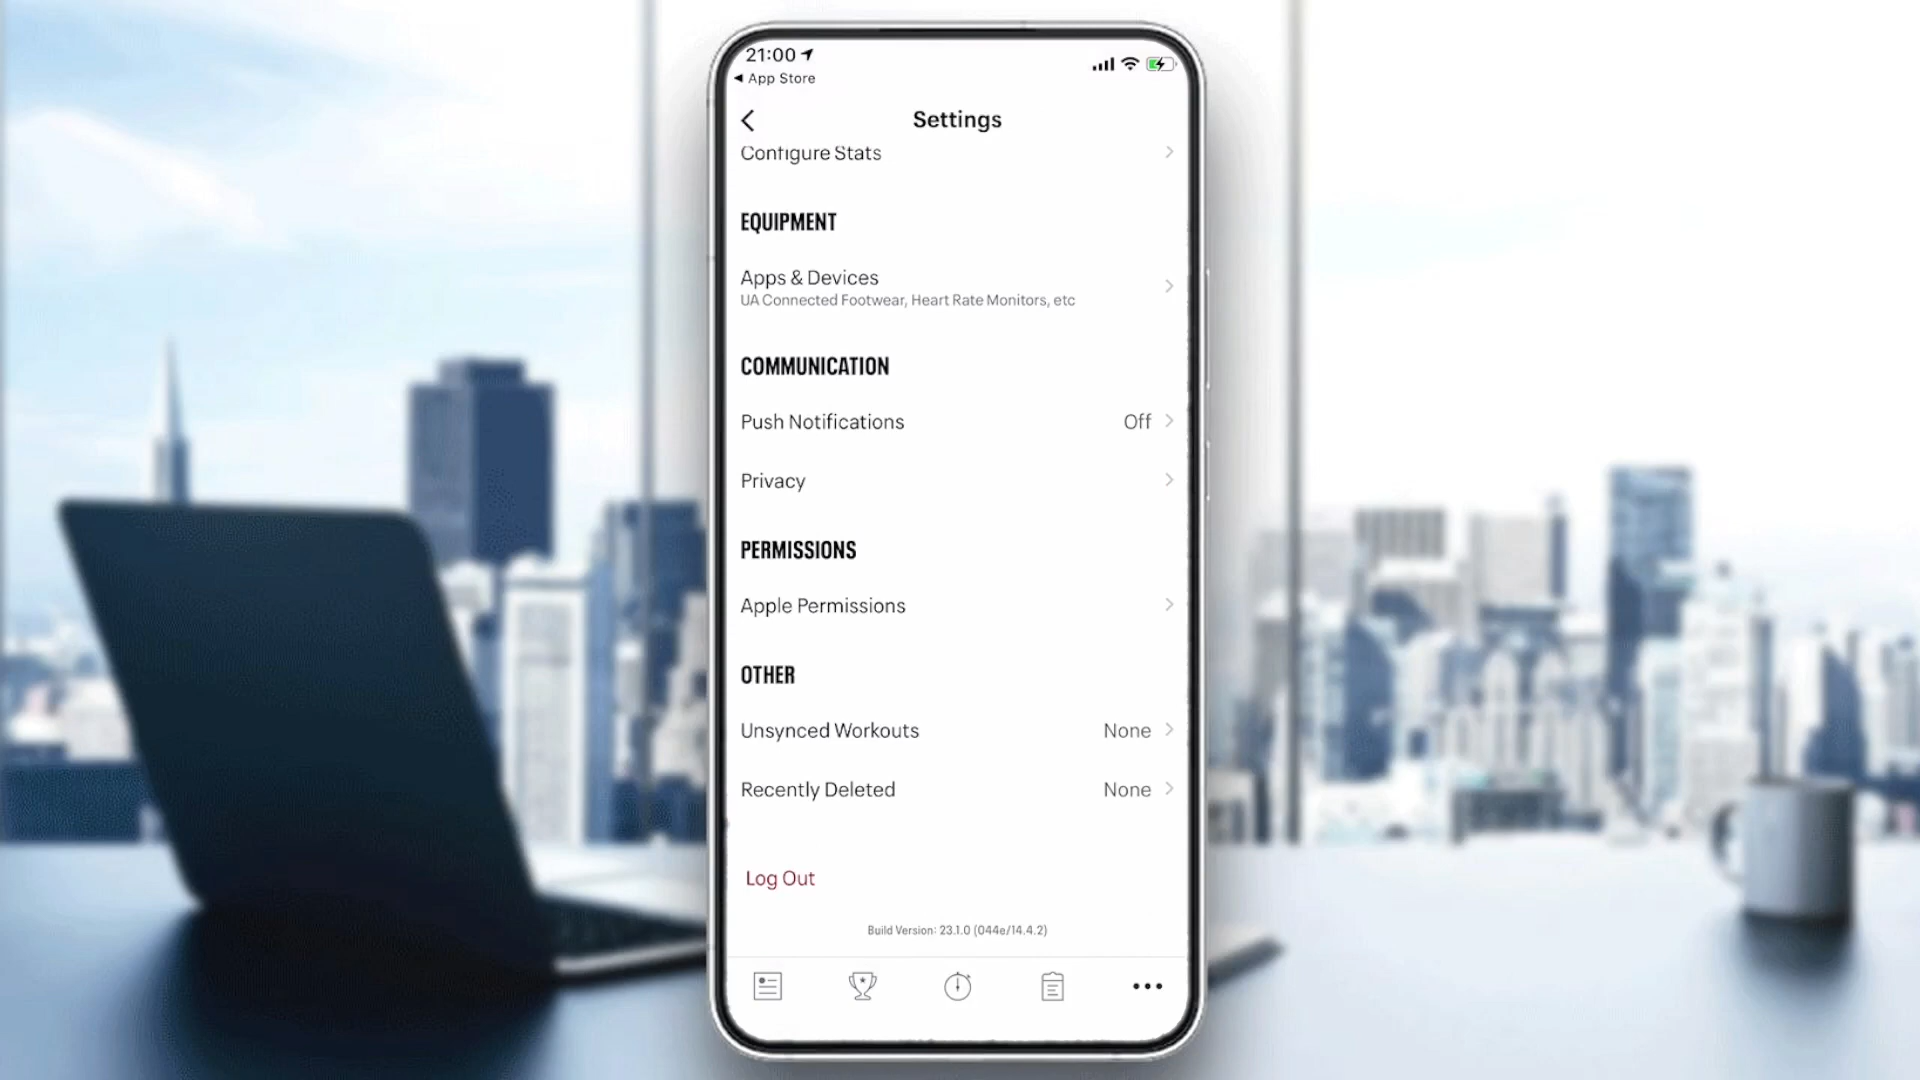 21:00
App Store
Settings
Configure Stats
EQUIPMENT
Apps & Devices
UA Connected Footwear, Heart Rate Monitors, etc
COMMUNICATION
Push Notifications Off
Privacy
PERMISSIONS
Apple Permissions
OTHER
Unsynced Workouts None
Recently Deleted None
Log Out
Build Version: 23.1.0 (044e/14.4.2)